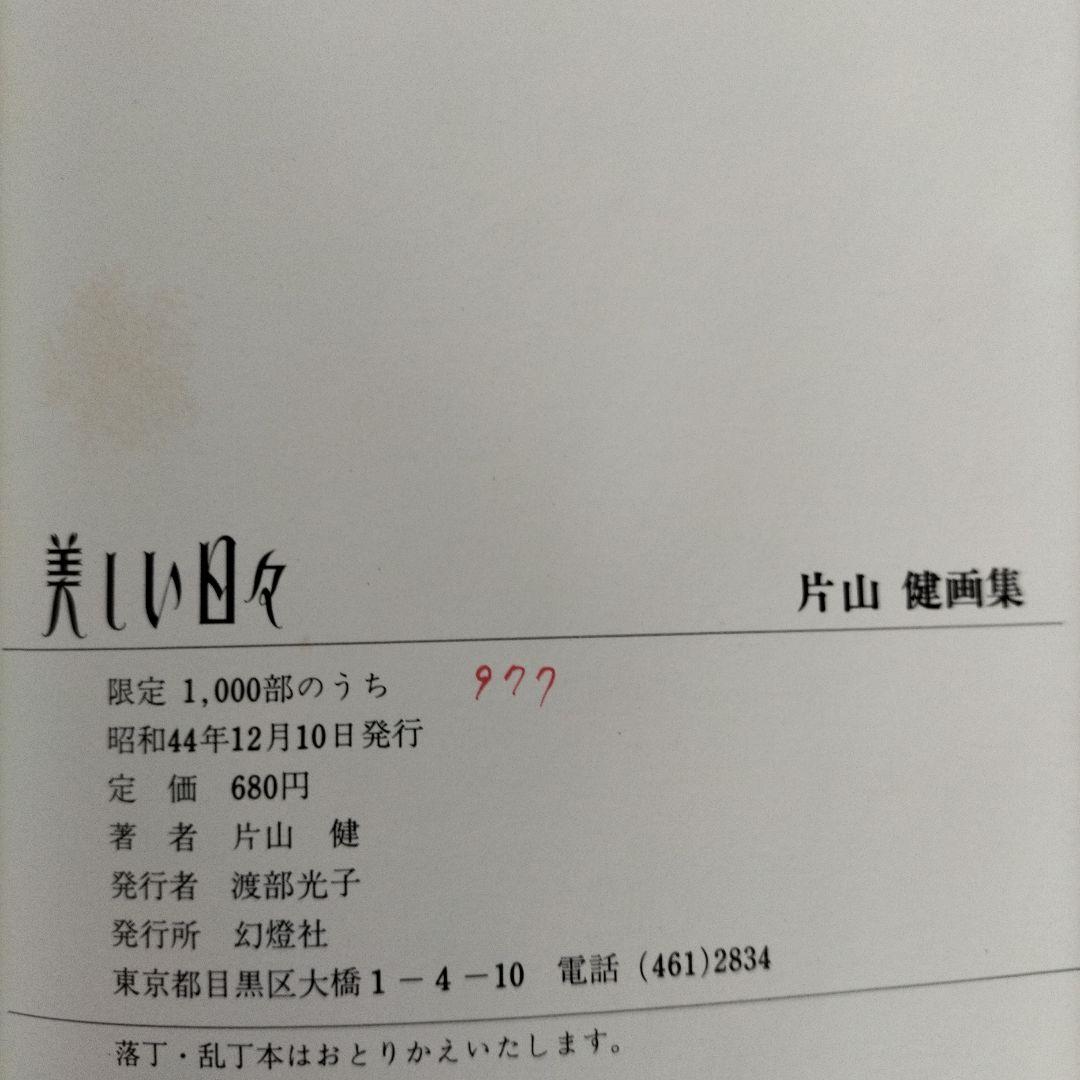 美しい日々　片山 健画集
限定 1,000部のうち 977
昭和44年12月10日発行
定　価　680円
著　者　片山　健
発行者　渡部光子
発行所　幻燈社
東京都目黒区大橋1－4－10　電話 (461)2834
落丁・乱丁本はおとりかえいたします。